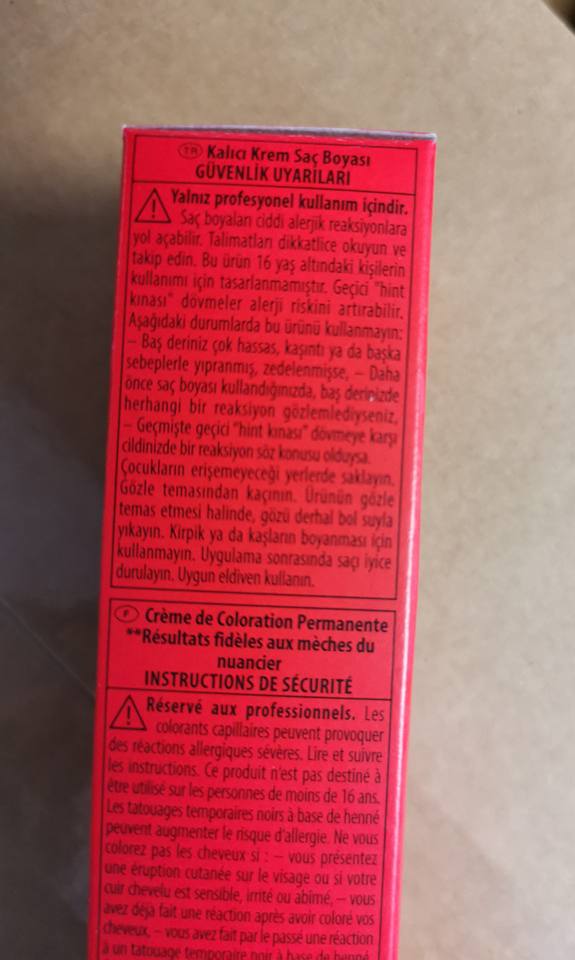 TR Kalıcı Krem Saç Boyası
GÜVENLİK UYARILARI
Yalnız profesyonel kullanım içindir.
Saç boyaları ciddi alerjik reaksiyonlara
yol açabilir. Talimatları dikkatlice okuyun ve
takip edin. Bu ürün 16 yaş altındaki kişilerin
kullanımı için tasarlanmamıştır. Geçici "hint
kınası" dövmeler alerji riskini artırabilir.
Aşağıdaki durumlarda bu ürünü kullanmayın:
– Baş deriniz çok hassas, kaşıntı ya da başka
sebeplerle yıpranmış, zedelenmişse, – Daha
önce saç boyası kullandığınızda, baş derinizde
herhangi bir reaksiyon gözlemlediyseniz,
– Geçmişte geçici "hint kınası" dövmeye karşı
cildinizde bir reaksiyon söz konusu olduysa.
Çocukların erişemeyeceği yerlerde saklayın.
Gözle temasından kaçının. Ürünün gözle
temas etmesi halinde, gözü derhal bol suyla
yıkayın. Kirpik ya da kaşların boyanması için
kullanmayın. Uygulama sonrasında saçı iyice
durulayın. Uygun eldiven kullanın.
F Crème de Coloration Permanente
**Résultats fidèles aux mèches du
nuancier
INSTRUCTIONS DE SÉCURITÉ
Réservé aux professionnels. Les
colorants capillaires peuvent provoquer
des réactions allergiques sévères. Lire et suivre
les instructions. Ce produit n'est pas destiné à
être utilisé sur les personnes de moins de 16 ans.
Les tatouages temporaires noirs à base de henné
peuvent augmenter le risque d'allergie. Ne vous
colorez pas les cheveux si : – vous présentez
une éruption cutanée sur le visage ou si votre
cuir chevelu est sensible, irrité ou abîmé, – vous
avez déjà fait une réaction après avoir coloré vos
cheveux, – vous avez fait par le passé une réaction
à un tatouage temporaire noir à base de henné.